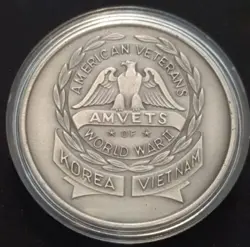 AMERICAN VETERANS
AMVETS
OF
WORLD WAR II
KOREA VIETNAM